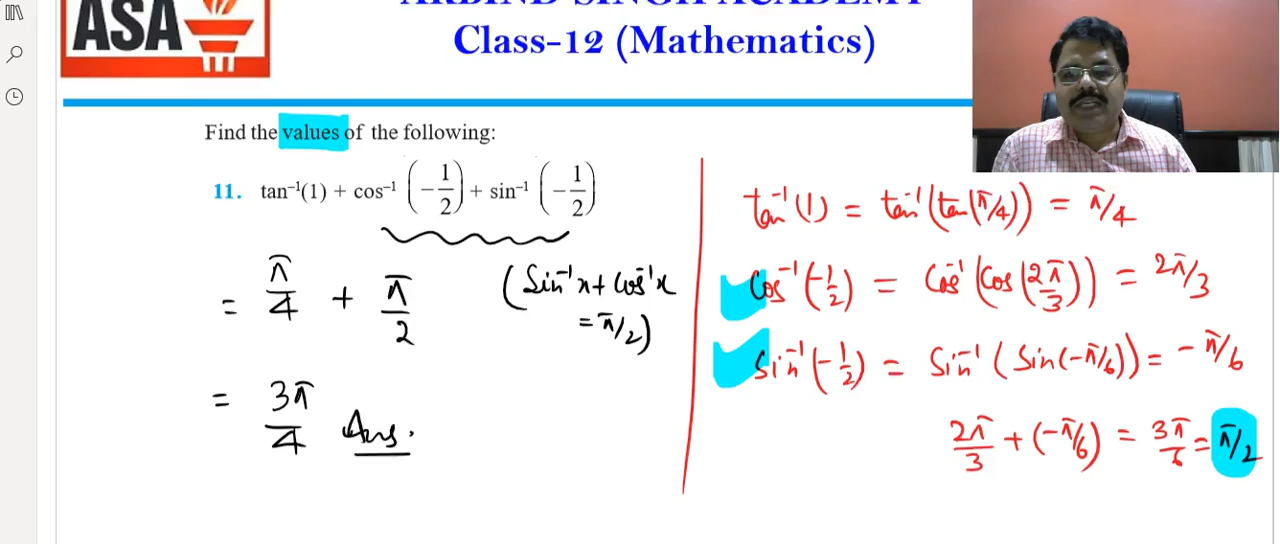 ASA
ARBIND SINGH ACADEMY
Class-12 (Mathematics)
Find the values of the following:
11. tan⁻¹(1) + cos⁻¹(−1/2) + sin⁻¹(−1/2)
= π/4 + π/2 (Sin⁻¹x + Cos⁻¹x
= π/2)
= 3π/4 Ans.
tan⁻¹(1) = tan⁻¹(tan(π/4)) = π/4
Cos⁻¹(-1/2) = Cos⁻¹(Cos(2π/3)) = 2π/3
Sin⁻¹(-1/2) = Sin⁻¹(Sin(-π/6)) = -π/6
2π/3 + (-π/6) = 3π/6 = π/2